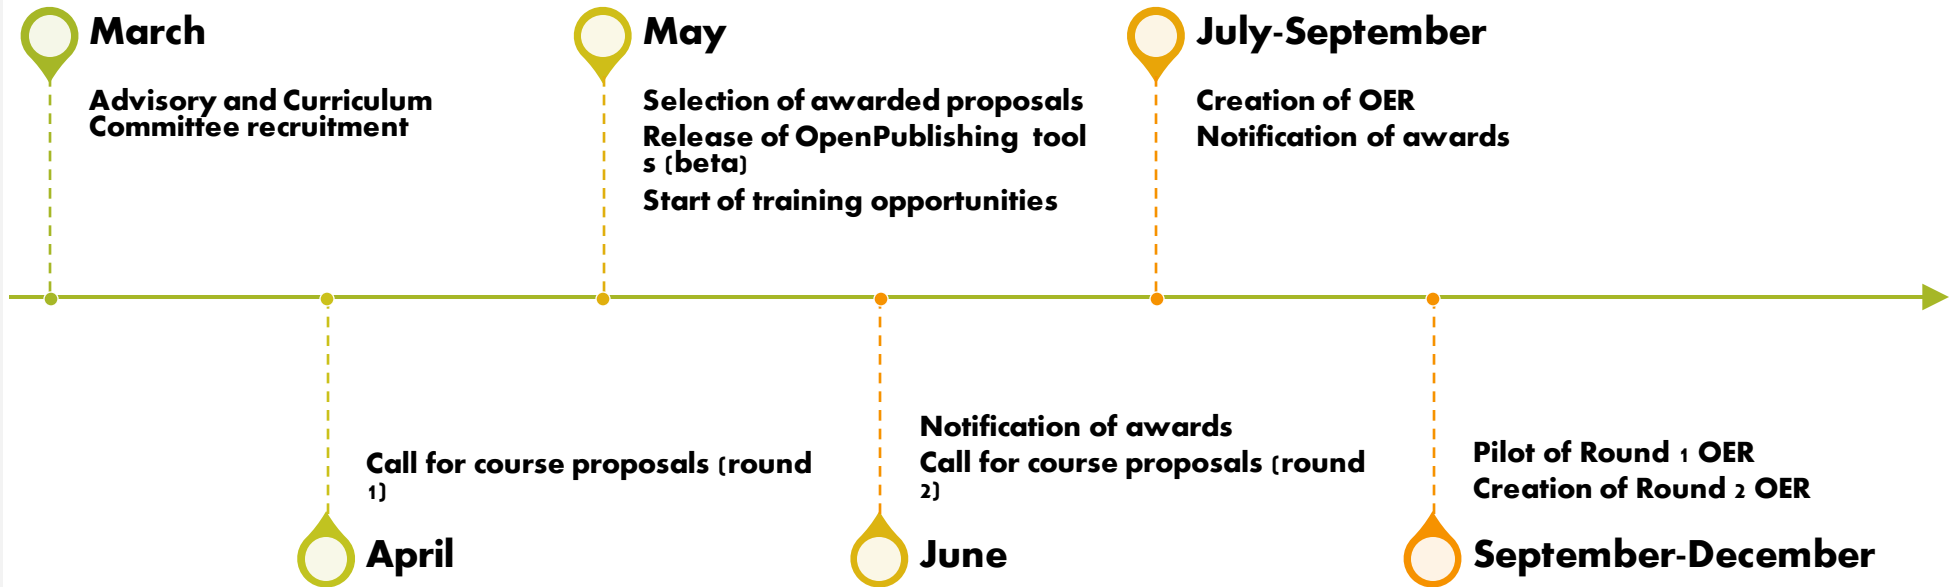 March
Advisory and Curriculum
Committee recruitment
May
Selection of awarded proposals
Release of OpenPublishing  tool
s (beta)
Start of training opportunities
July-September
Creation of OER
Notification of awards
Call for course proposals (round
1)
April
Notification of awards
Call for course proposals (round
2)
June
Pilot of Round 1 OER
Creation of Round 2 OER
September-December